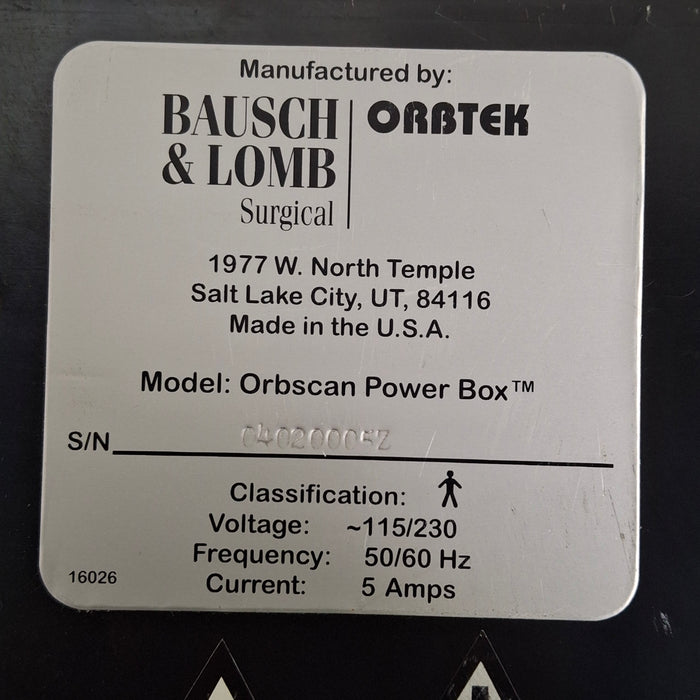 Manufactured by:
BAUSCH & LOMB Surgical
ORBTEK
1977 W. North Temple
Salt Lake City, UT, 84116
Made in the U.S.A.
Model: Orbscan Power Box™
S/N
Classification:
Voltage: ~115/230
Frequency: 50/60 Hz
16026
Current: 5 Amps